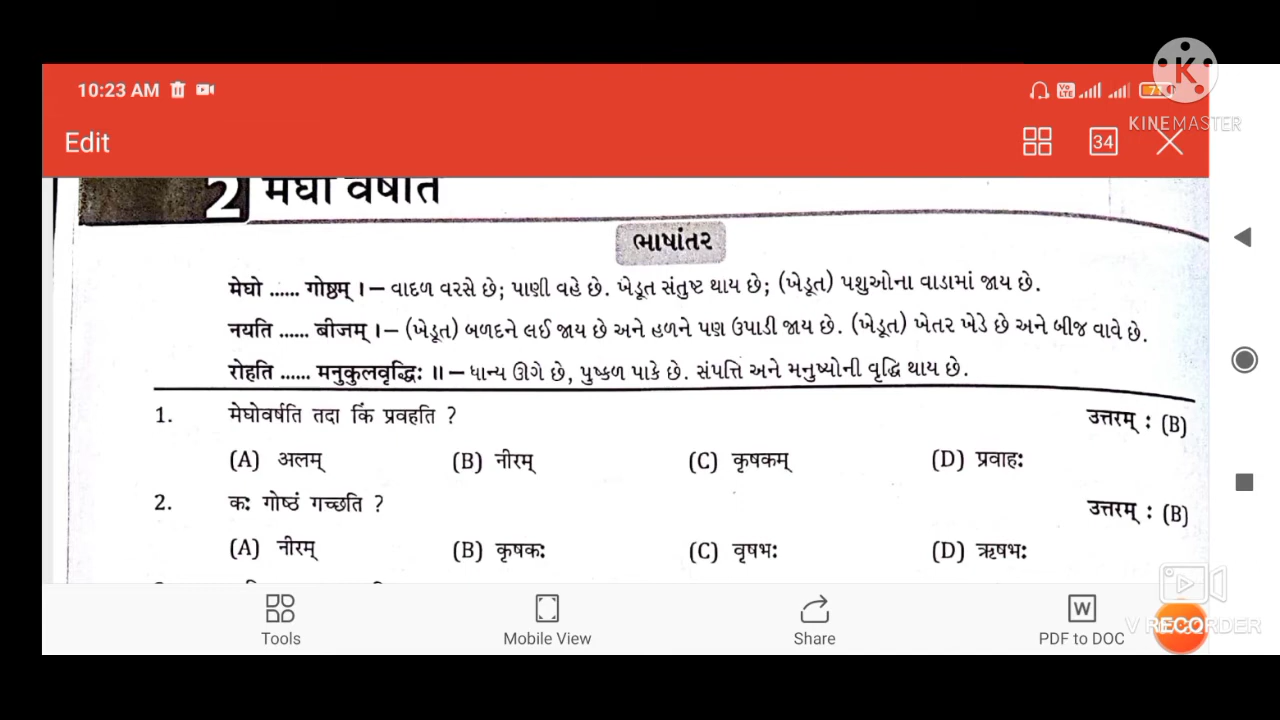 10:23 AM
KINEMASTER
Edit
34
2 मेघो वर्षति
ભાષાંતર
मेघो ...... गोष्ठम् । – વાદળ વરસે છે; પાણી વહે છે. ખેડૂત સંતુષ્ટ થાય છે; (ખેડૂત) પશુઓના વાડામાં જાય છે.
नयति ...... बीजम् । – (ખેડૂત) બળદને લઈ જાય છે અને હળને પણ ઉપાડી જાય છે. (ખેડૂત) ખેતર ખેડે છે અને બીજ વાવે છે.
रोहति ...... मनुकुलवृद्धिः ॥ – ધાન્ય ઊગે છે, પુષ્કળ પાકે છે. સંપત્તિ અને મનુષ્યોની વૃદ્ધિ થાય છે.
1. मेघोवर्षति तदा किं प्रवहति ? उत्तरम् : (B)
(A) अलम् (B) नीरम् (C) कृषकम् (D) प्रवाहः
2. कः गोष्ठं गच्छति ? उत्तरम् : (B)
(A) नीरम् (B) कृषकः (C) वृषभः (D) ऋषभः
Tools Mobile View Share PDF to DOC
V RECORDER